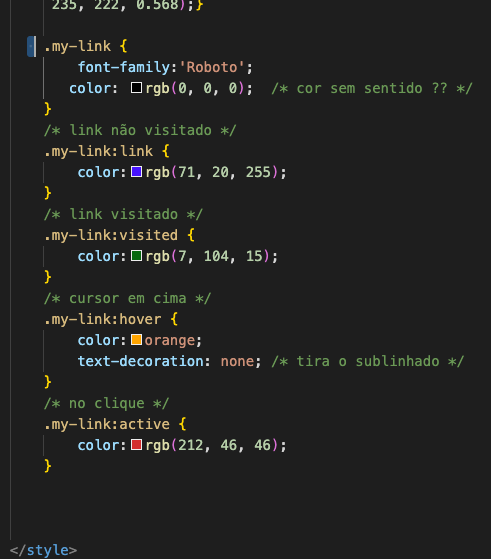 235, 222, 0.568);}
.my-link {
font-family:'Roboto';
color: rgb(0, 0, 0); /* cor sem sentido ?? */
}
/* link não visitado */
.my-link:link {
color: rgb(71, 20, 255);
}
/* link visitado */
.my-link:visited {
color: rgb(7, 104, 15);
}
/* cursor em cima */
.my-link:hover {
color: orange;
text-decoration: none; /* tira o sublinhado */
}
/* no clique */
.my-link:active {
color: rgb(212, 46, 46);
}
</style>